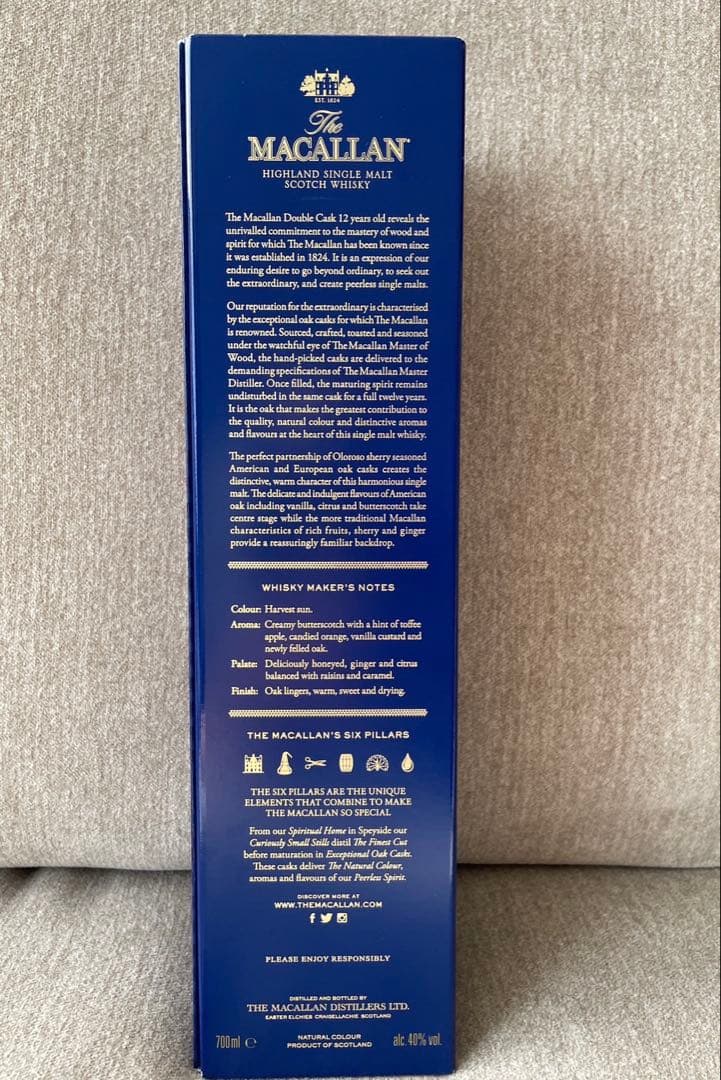 EST. 1824
The
MACALLAN®
HIGHLAND SINGLE MALT
SCOTCH WHISKY
The Macallan Double Cask 12 years old reveals the
unrivalled commitment to the mastery of wood and
spirit for which The Macallan has been known since
it was established in 1824. It is an expression of our
enduring desire to go beyond ordinary, to seek out
the extraordinary, and create peerless single malts.
Our reputation for the extraordinary is characterised
by the exceptional oak casks for which The Macallan
is renowned. Sourced, crafted, toasted and seasoned
under the watchful eye of The Macallan Master of
Wood, the hand-picked casks are delivered to the
demanding specifications of The Macallan Master
Distiller. Once filled, the maturing spirit remains
undisturbed in the same cask for a full twelve years.
It is the oak that makes the greatest contribution to
the quality, natural colour and distinctive aromas
and flavours at the heart of this single malt whisky.
The perfect partnership of Oloroso sherry seasoned
American and European oak casks creates the
distinctive, warm character of this harmonious single
malt. The delicate and indulgent flavours of American
oak including vanilla, citrus and butterscotch take
centre stage while the more traditional Macallan
characteristics of rich fruits, sherry and ginger
provide a reassuringly familiar backdrop.
WHISKY MAKER'S NOTES
Colour: Harvest sun.
Aroma: Creamy butterscotch with a hint of toffee
apple, candied orange, vanilla custard and
newly felled oak.
Palate: Deliciously honeyed, ginger and citrus
balanced with raisins and caramel.
Finish: Oak lingers, warm, sweet and drying.
THE MACALLAN'S SIX PILLARS
THE SIX PILLARS ARE THE UNIQUE
ELEMENTS THAT COMBINE TO MAKE
THE MACALLAN SO SPECIAL
From our Spiritual Home in Speyside our
Curiously Small Stills distil The Finest Cut
before maturation in Exceptional Oak Casks.
These casks deliver The Natural Colour,
aromas and flavours of our Peerless Spirit.
DISCOVER MORE AT
WWW.THEMACALLAN.COM
PLEASE ENJOY RESPONSIBLY
DISTILLED AND BOTTLED BY
THE MACALLAN DISTILLERS LTD.
EASTER ELCHIES CRAIGELLACHIE SCOTLAND
700ml ℮
NATURAL COLOUR
PRODUCT OF SCOTLAND
alc. 40% vol.